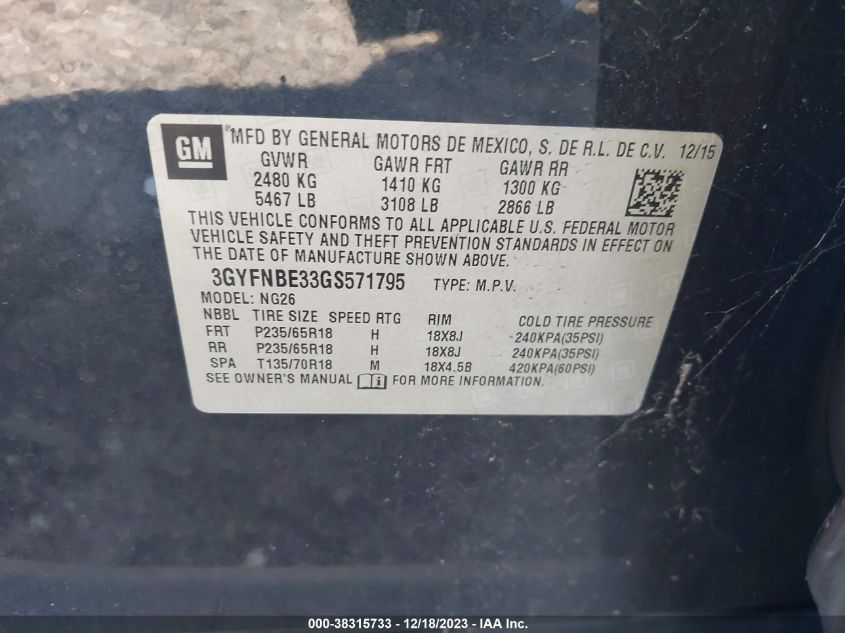 GM
®MFD BY GENERAL MOTORS DE MEXICO, S. DE R.L. DE C.V. 12/15
GVWR GAWR FRT GAWR RR
2480 KG 1410 KG 1300 KG
5467 LB 3108 LB 2866 LB
THIS VEHICLE CONFORMS TO ALL APPLICABLE U.S. FEDERAL MOTOR
VEHICLE SAFETY AND THEFT PREVENTION STANDARDS IN EFFECT ON
THE DATE OF MANUFACTURE SHOWN ABOVE.
3GYFNBE33GS571795 TYPE: M.P.V.
MODEL: NG26
NBBL TIRE SIZE SPEED RTG RIM COLD TIRE PRESSURE
FRT P235/65R18 H 18X8J 240KPA(35PSI)
RR P235/65R18 H 18X8J 240KPA(35PSI)
SPA T135/70R18 M 18X4.5B 420KPA(60PSI)
SEE OWNER'S MANUAL FOR MORE INFORMATION.
000-38315733 - 12/18/2023 - IAA Inc.